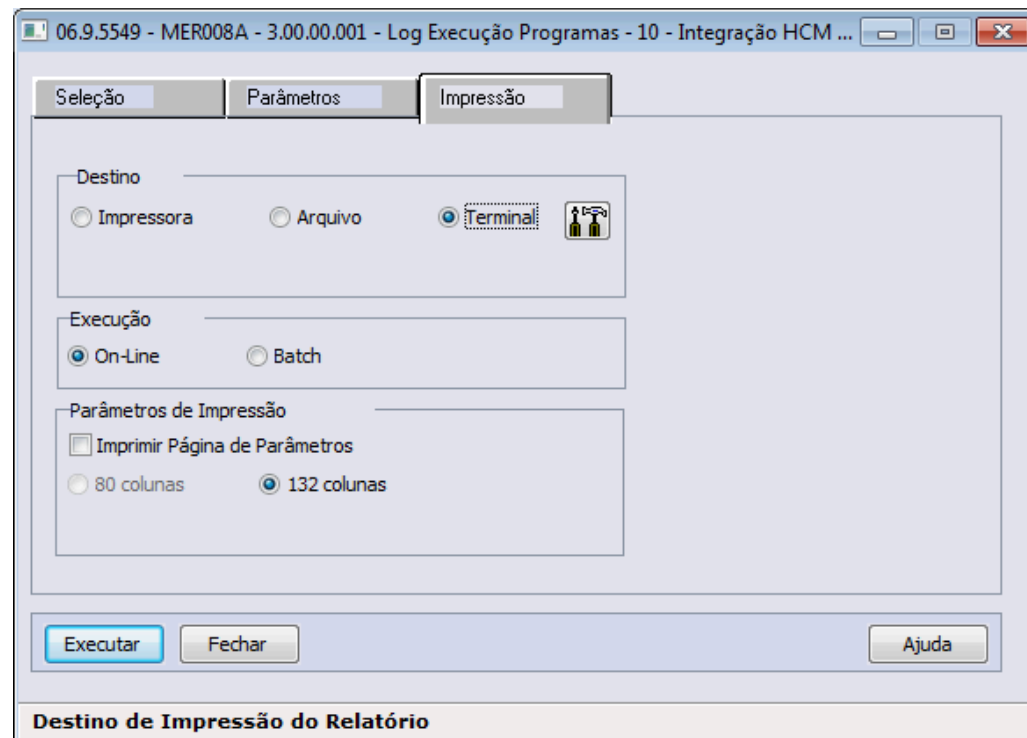 06.9.5549 - MER008A - 3.00.00.001 - Log Execução Programas - 10 - Integração HCM ...
Seleção Parâmetros Impressão
Destino
Impressora Arquivo Terminal
Execução
On-Line Batch
Parâmetros de Impressão
Imprimir Página de Parâmetros
80 colunas 132 colunas
Executar Fechar Ajuda
Destino de Impressão do Relatório